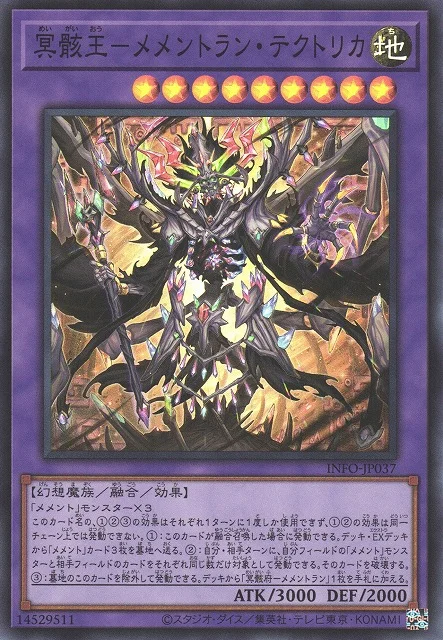 冥骸王-メメントラン・テクトリカ
地
INFO-JP037
【幻想魔族/融合/効果】
「メメント」モンスター×3
このカード名の、①②③の効果はそれぞれ1ターンに1度しか使用できず、①②の効果は同一
チェーン上では発動できない。①:このカードが融合召喚した場合に発動できる。デッキ・EXデッキ
から「メメント」カード3枚を墓地へ送る。②:自分・相手ターンに、自分フィールドの「メメント」モンス
ターと相手フィールドのカードをそれぞれ同じ数だけ対象として発動できる。そのカードを破壊する。
③:墓地のこのカードを除外して発動できる。デッキから「冥骸府-メメントラン」1枚を手札に加える。
ATK/3000 DEF/2000
14529511
©スタジオ・ダイス/集英社・テレビ東京・KONAMI